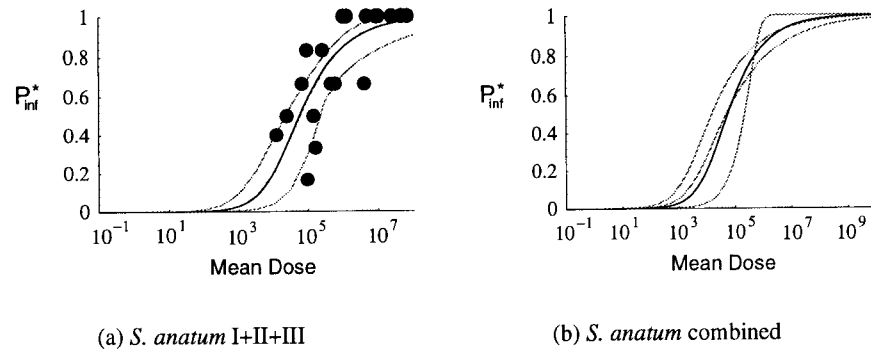 1
0.8
P*inf
0.6
0.4
0.2
0
10^-1 10^1 10^3 10^5 10^7
Mean Dose
(a) S. anatum I+II+III
1
0.8
P*inf
0.6
0.4
0.2
0
10^-1 10^1 10^3 10^5 10^7 10^9
Mean Dose
(b) S. anatum combined